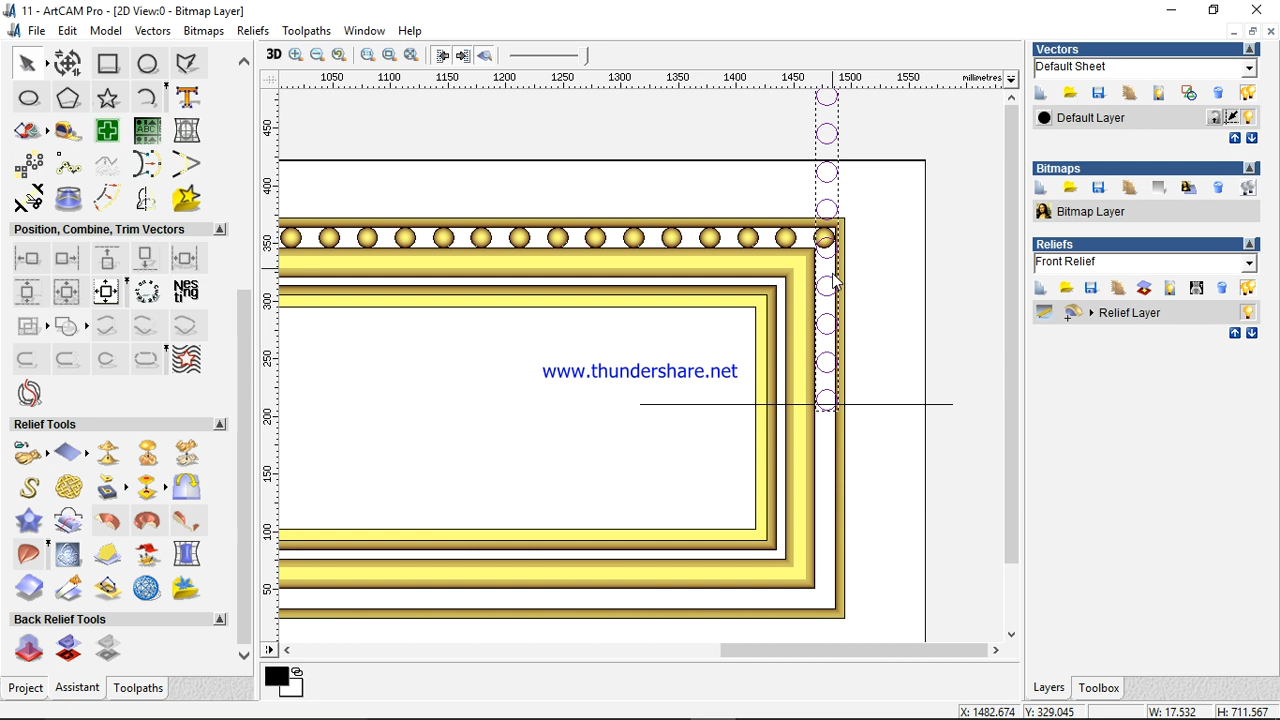 11 - ArtCAM Pro - [2D View:0 - Bitmap Layer]
File Edit Model Vectors Bitmaps Reliefs Toolpaths Window Help
3D
1050 1100 1150 1200 1250 1300 1350 1400 1450 1500 1550 millimetres
450
400
350
300
250
200
150
100
50
www.thundershare.net
ABC
Nes
ting
Position, Combine, Trim Vectors
Relief Tools
Back Relief Tools
Project Assistant Toolpaths
Vectors
Default Sheet
Default Layer
Bitmaps
Bitmap Layer
Reliefs
Front Relief
Relief Layer
Layers Toolbox
X: 1482.674 Y: 329.045 W: 17.532 H: 711.567